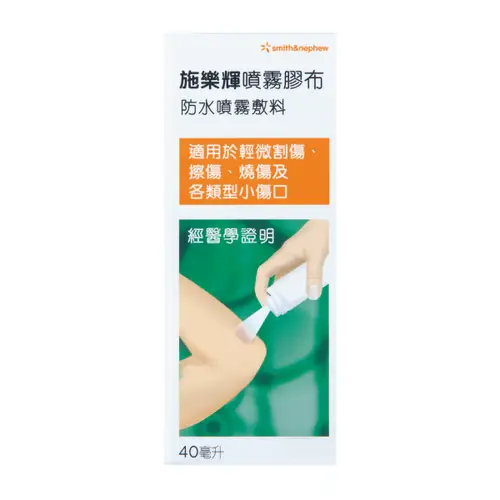 smith&nephew
施樂輝噴霧膠布
防水噴霧敷料
適用於輕微割傷、
擦傷、燒傷及
各類型小傷口
經醫學證明
40毫升